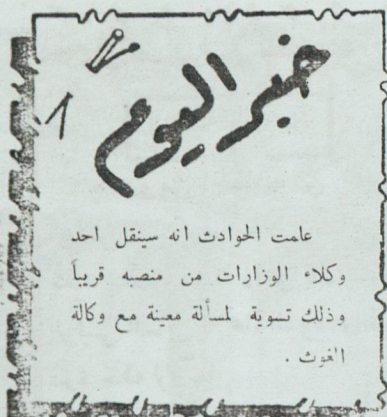 خبر اليوم
علمت الحوادث انه سينقل احد
وكلاء الوزارات من منصبه قريباً
وذلك تسوية لمسألة معينة مع وكالة
الغوث .